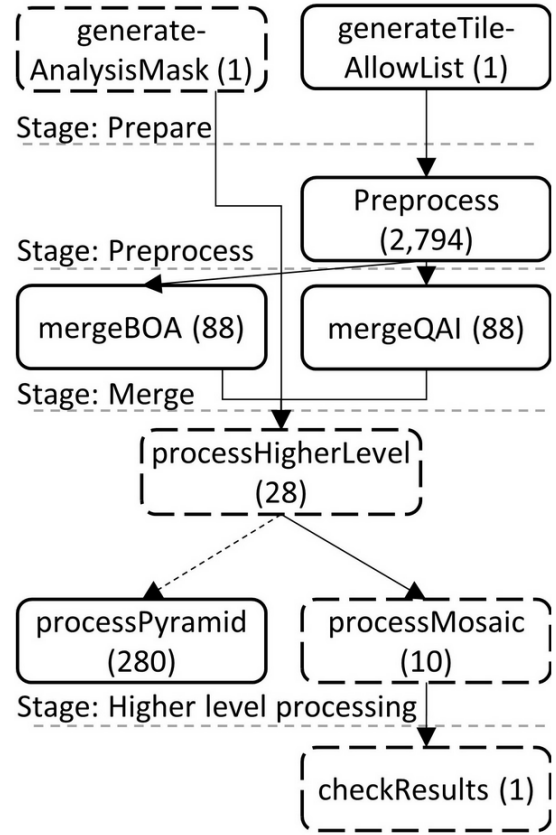 generate-
AnalysisMask (1)
generateTile-
AllowList (1)
Stage: Prepare
Preprocess
(2,794)
Stage: Preprocess
mergeBOA (88)
mergeQAI (88)
Stage: Merge
processHigherLevel
(28)
processPyramid
(280)
processMosaic
(10)
Stage: Higher level processing
checkResults (1)